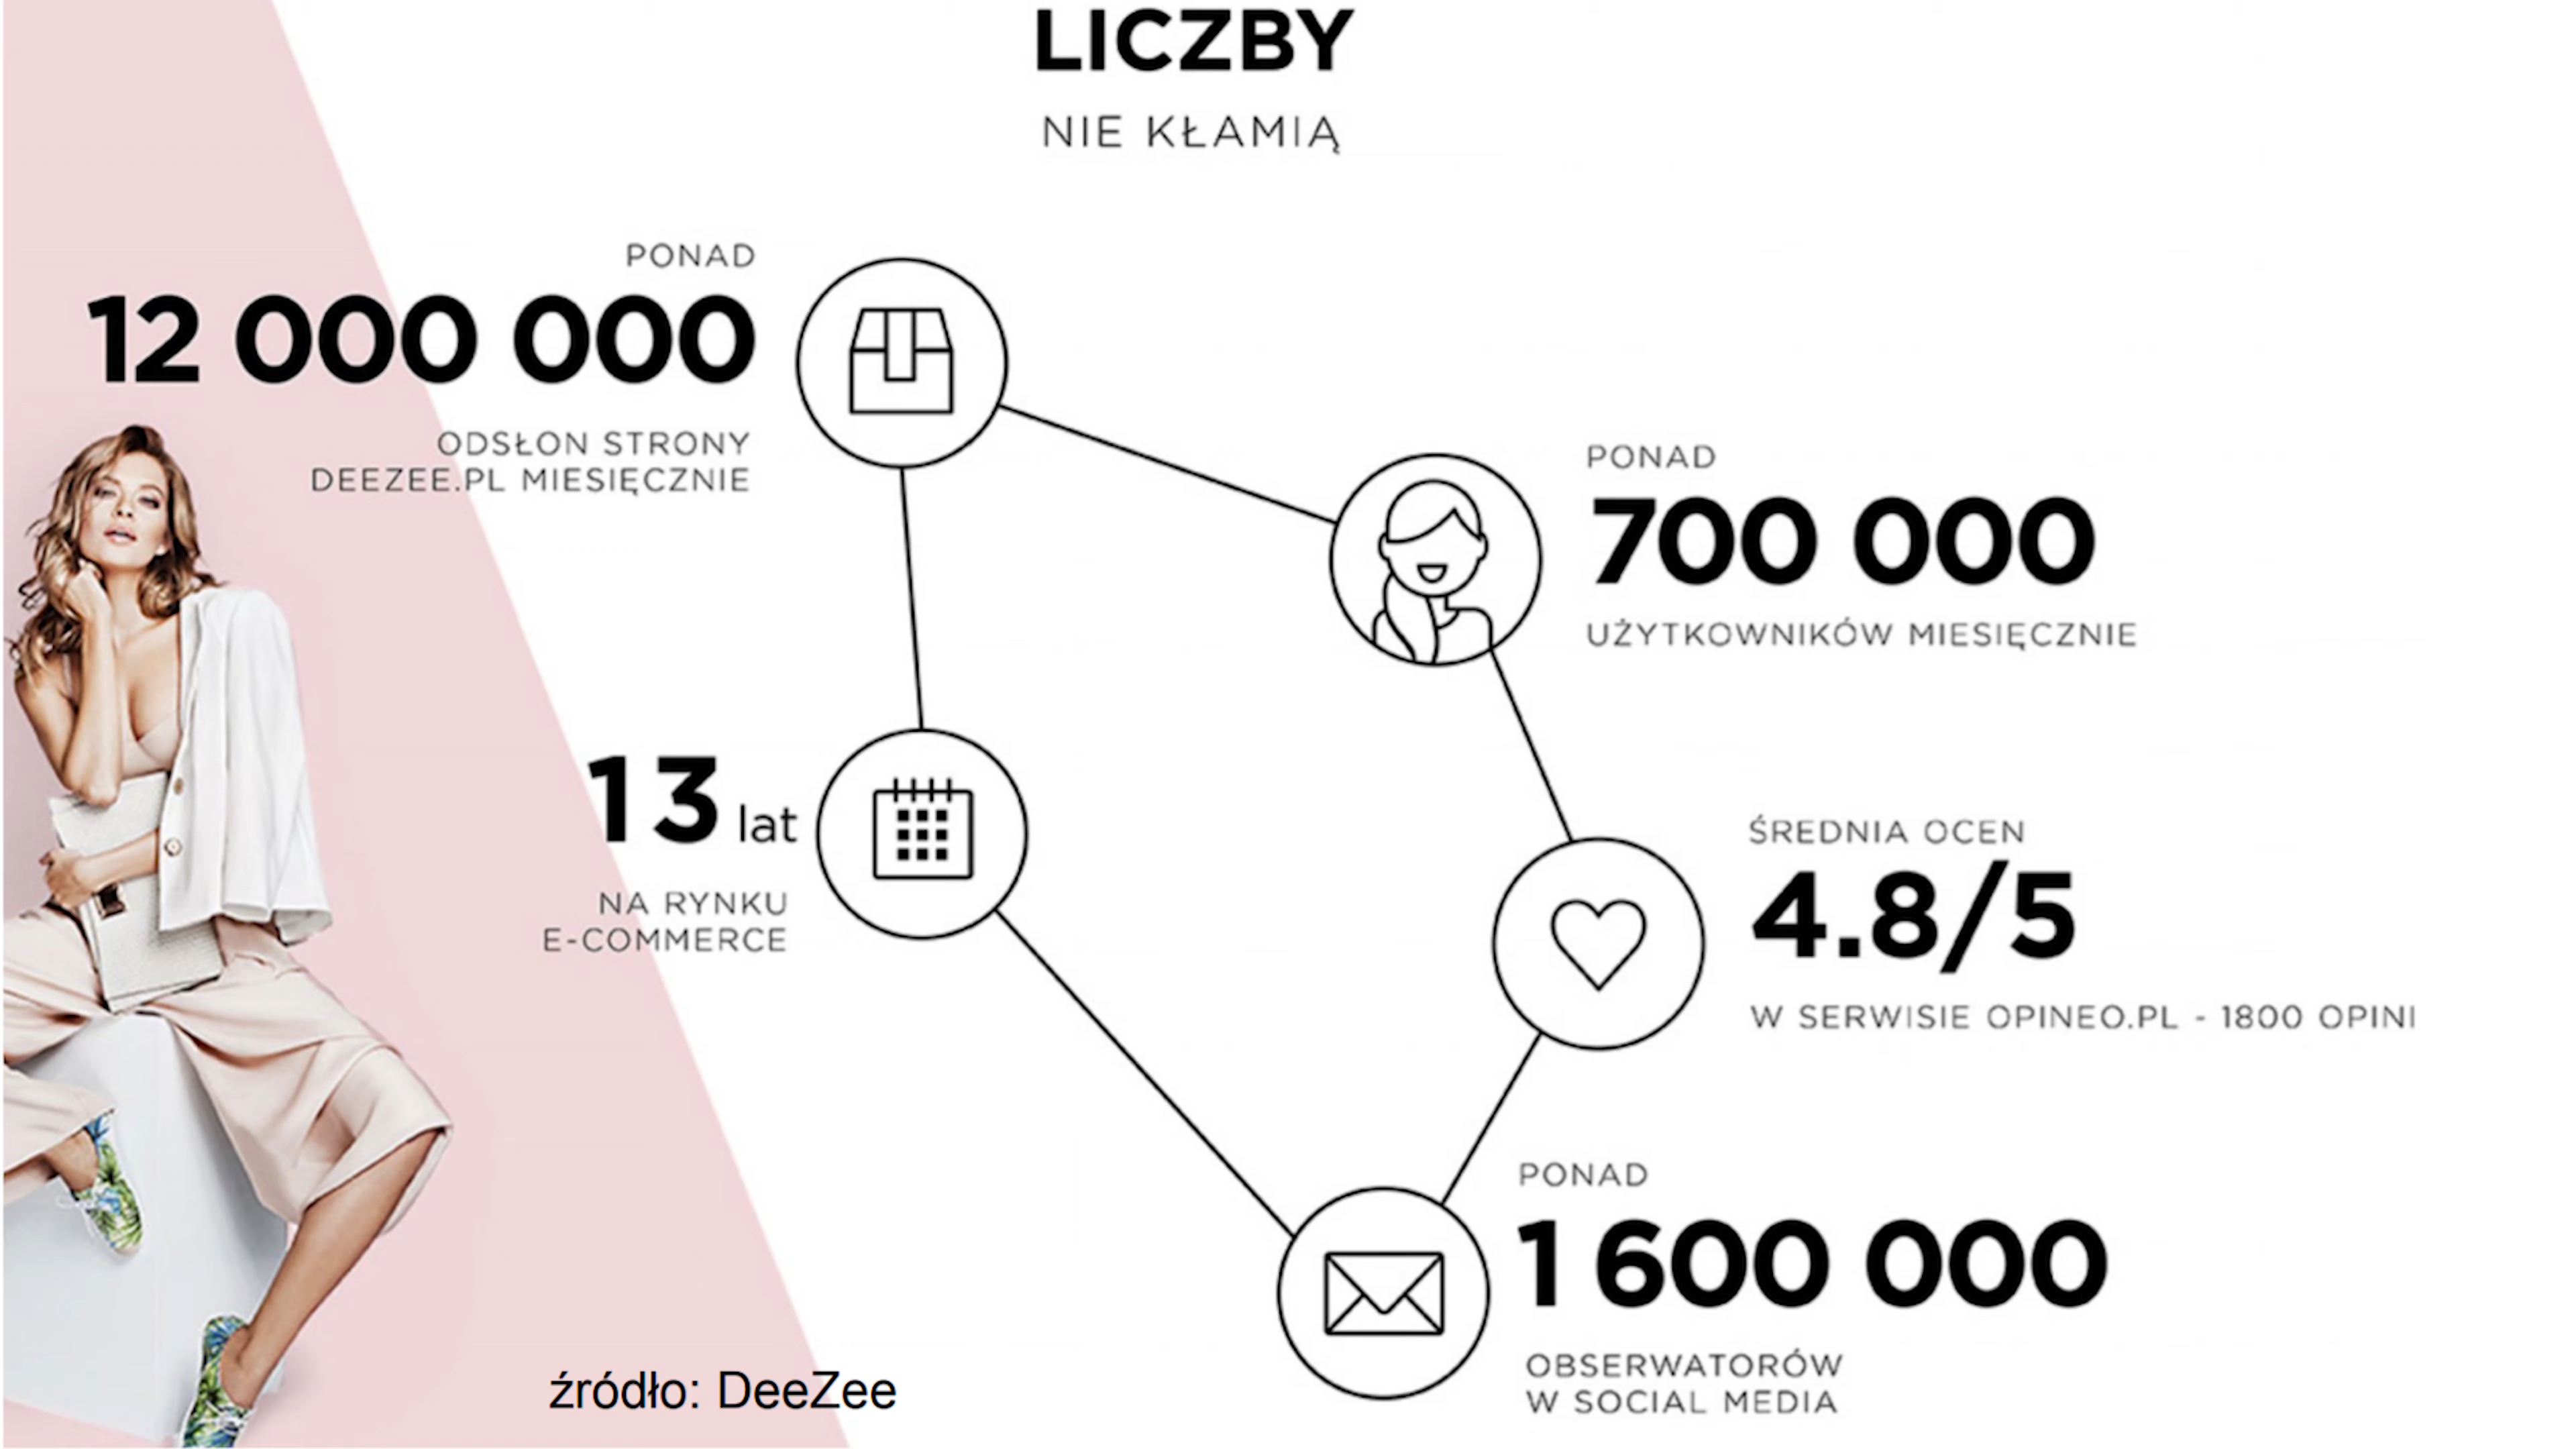 LICZBY
NIE KŁAMIĄ
PONAD
12 000 000
ODSŁON STRONY
DEEZEE.PL MIESIĘCZNIE
PONAD
700 000
UŻYTKOWNIKÓW MIESIĘCZNIE
13 lat
NA RYNKU
E-COMMERCE
ŚREDNIA OCEN
4.8/5
W SERWISIE OPINEO.PL - 1800 OPINI
PONAD
1 600 000
OBSERWATORÓW
W SOCIAL MEDIA
źródło: DeeZee